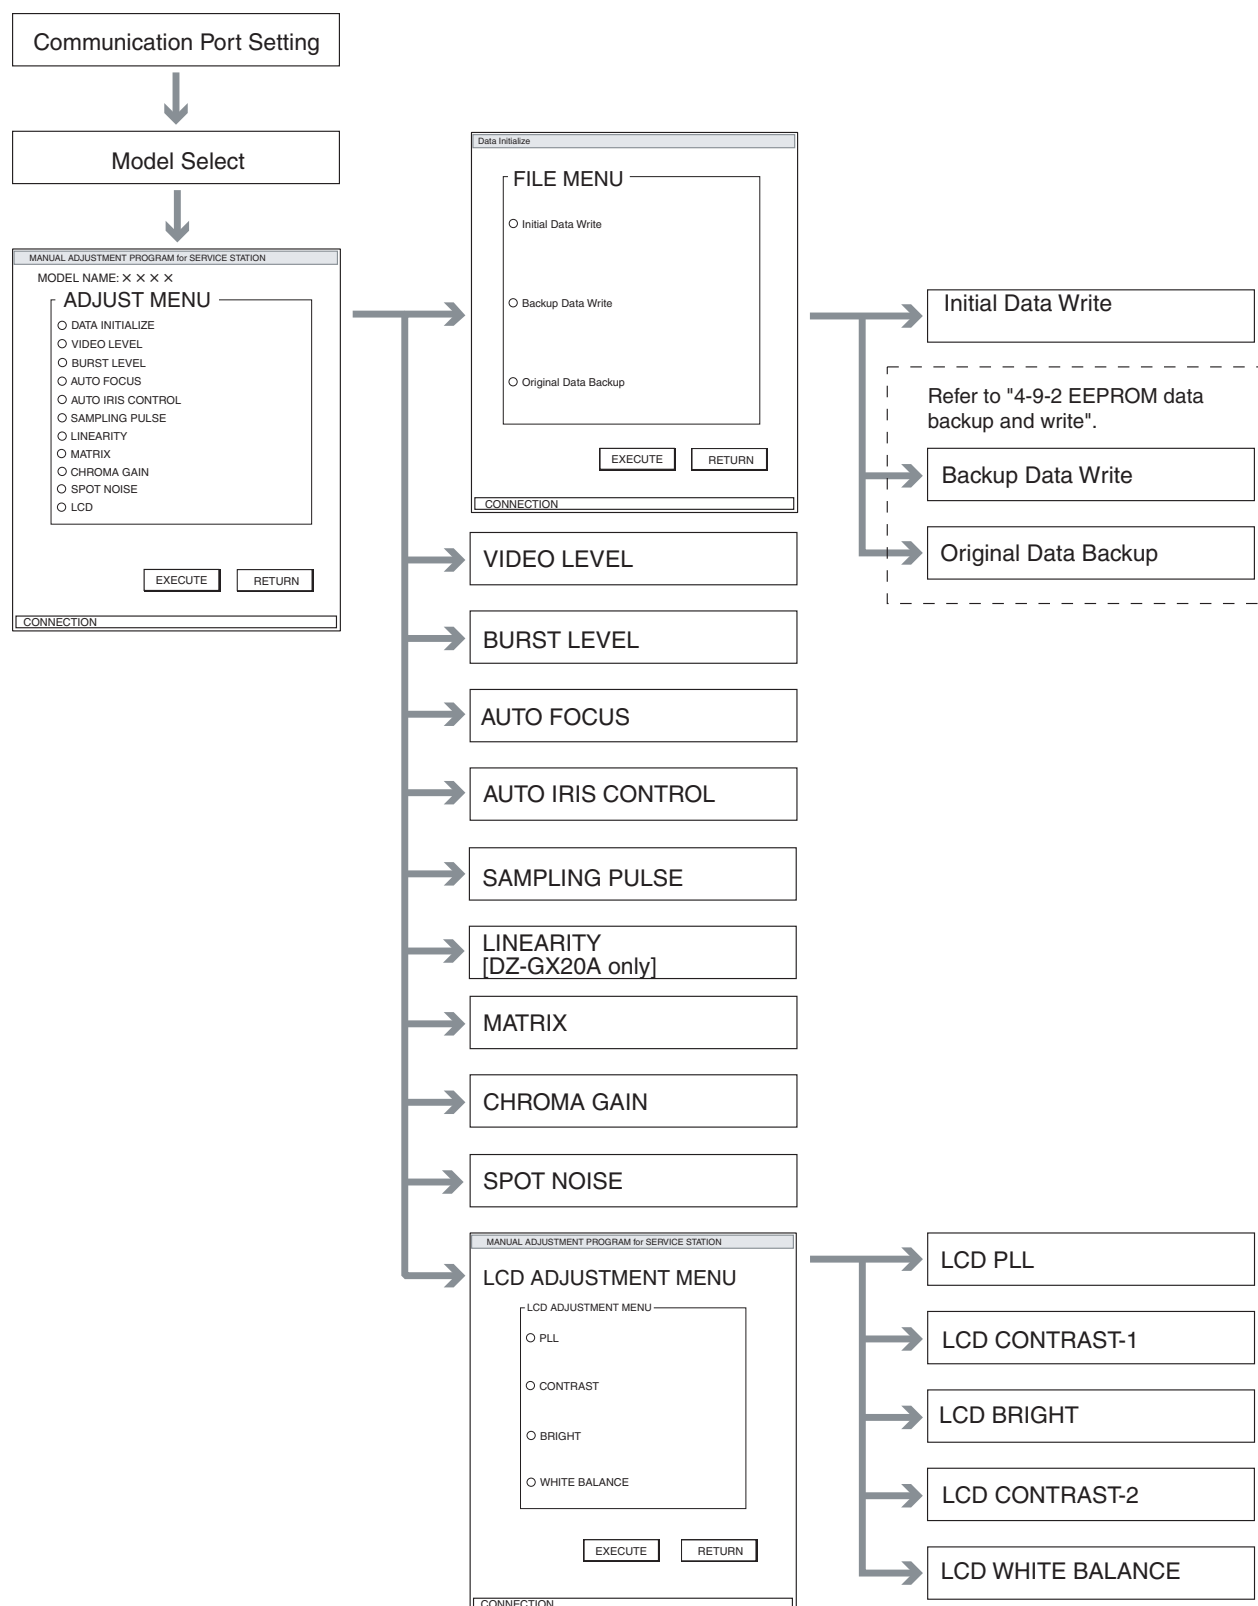 Communication Port Setting
Model Select
MANUAL ADJUSTMENT PROGRAM for SERVICE STATION
MODEL NAME: × × × ×
ADJUST MENU
DATA INITIALIZE
VIDEO LEVEL
BURST LEVEL
AUTO FOCUS
AUTO IRIS CONTROL
SAMPLING PULSE
LINEARITY
MATRIX
CHROMA GAIN
SPOT NOISE
LCD
EXECUTE RETURN
CONNECTION
Data Initialize
FILE MENU
Initial Data Write
Backup Data Write
Original Data Backup
EXECUTE RETURN
CONNECTION
Initial Data Write
Refer to "4-9-2 EEPROM data
backup and write".
Backup Data Write
Original Data Backup
VIDEO LEVEL
BURST LEVEL
AUTO FOCUS
AUTO IRIS CONTROL
SAMPLING PULSE
LINEARITY
[DZ-GX20A only]
MATRIX
CHROMA GAIN
SPOT NOISE
MANUAL ADJUSTMENT PROGRAM for SERVICE STATION
LCD ADJUSTMENT MENU
LCD ADJUSTMENT MENU
PLL
CONTRAST
BRIGHT
WHITE BALANCE
EXECUTE RETURN
CONNECTION
LCD PLL
LCD CONTRAST-1
LCD BRIGHT
LCD CONTRAST-2
LCD WHITE BALANCE